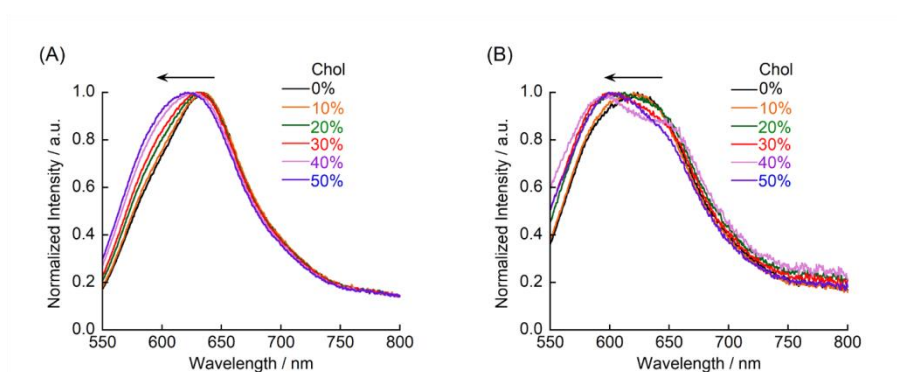 (A)
Chol
0%
10%
20%
30%
40%
50%
1.0
0.8
0.6
0.4
0.2
0.0
550 600 650 700 750 800
Wavelength / nm
Normalized Intensity / a.u.
(B)
Chol
0%
10%
20%
30%
40%
50%
1.0
0.8
0.6
0.4
0.2
0.0
550 600 650 700 750 800
Wavelength / nm
Normalized Intensity / a.u.